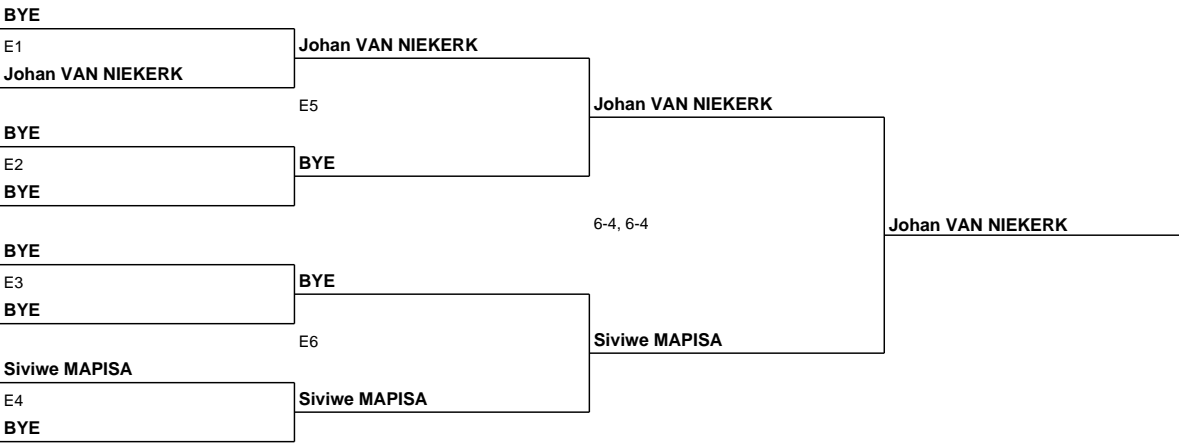 BYE
E1
Johan VAN NIEKERK
Johan VAN NIEKERK
E5
Johan VAN NIEKERK
BYE
E2
BYE
BYE
6-4, 6-4
Johan VAN NIEKERK
BYE
E3
BYE
BYE
E6
Siviwe MAPISA
Siviwe MAPISA
E4
Siviwe MAPISA
BYE